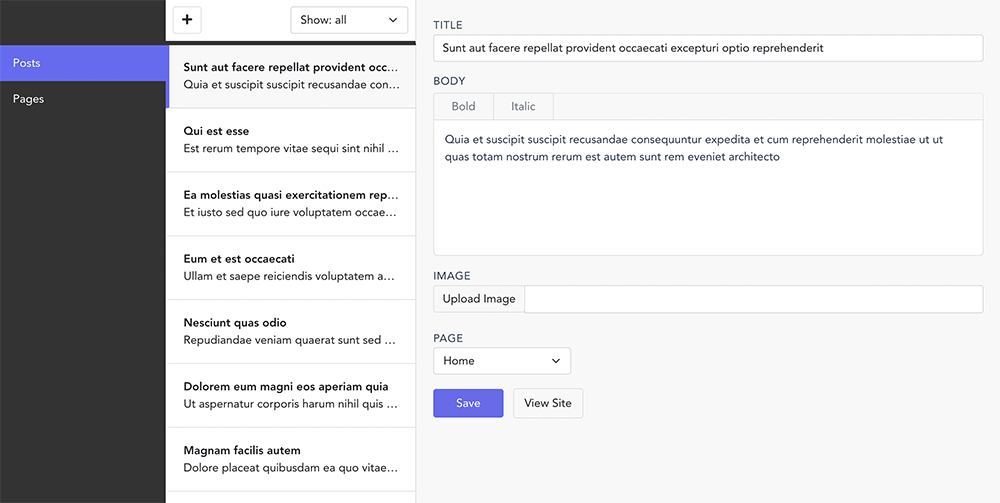 Posts
Pages
+
Show: all
Sunt aut facere repellat provident occ...
Quia et suscipit suscipit recusandae con...
Qui est esse
Est rerum tempore vitae sequi sint nihil ...
Ea molestias quasi exercitationem rep...
Et iusto sed quo iure voluptatem occae...
Eum et est occaecati
Ullam et saepe reiciendis voluptatem a...
Nesciunt quas odio
Repudiandae veniam quaerat sunt sed ...
Dolorem eum magni eos aperiam quia
Ut aspernatur corporis harum nihil quis ...
Magnam facilis autem
Dolore placeat quibusdam ea quo vitae...
TITLE
Sunt aut facere repellat provident occaecati excepturi optio reprehenderit
BODY
Bold Italic
Quia et suscipit suscipit recusandae consequuntur expedita et cum reprehenderit molestiae ut ut
quas totam nostrum rerum est autem sunt rem eveniet architecto
IMAGE
Upload Image
PAGE
Home
Save View Site